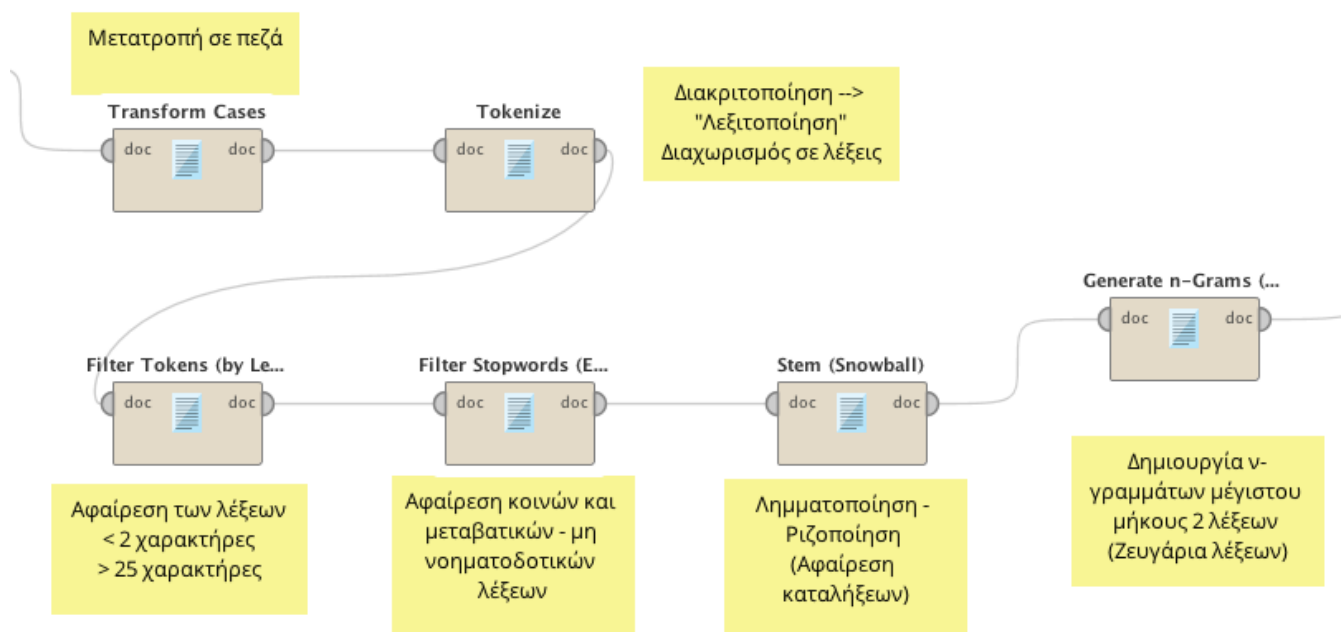 Μετατροπή σε πεζά
Transform Cases
doc doc
Tokenize
doc doc
Διακριτοποίηση -->
"Λεξιτοποίηση"
Διαχωρισμός σε λέξεις
Filter Tokens (by Le...
doc doc
Αφαίρεση των λέξεων
< 2 χαρακτήρες
> 25 χαρακτήρες
Filter Stopwords (E...
doc doc
Αφαίρεση κοινών και
μεταβατικών - μη
νοηματοδοτικών
λέξεων
Stem (Snowball)
doc doc
Λημματοποίηση -
Ριζοποίηση
(Αφαίρεση
καταλήξεων)
Generate n-Grams (...
doc doc
Δημιουργία ν-
γραμμάτων μέγιστου
μήκους 2 λέξεων
(Ζευγάρια λέξεων)